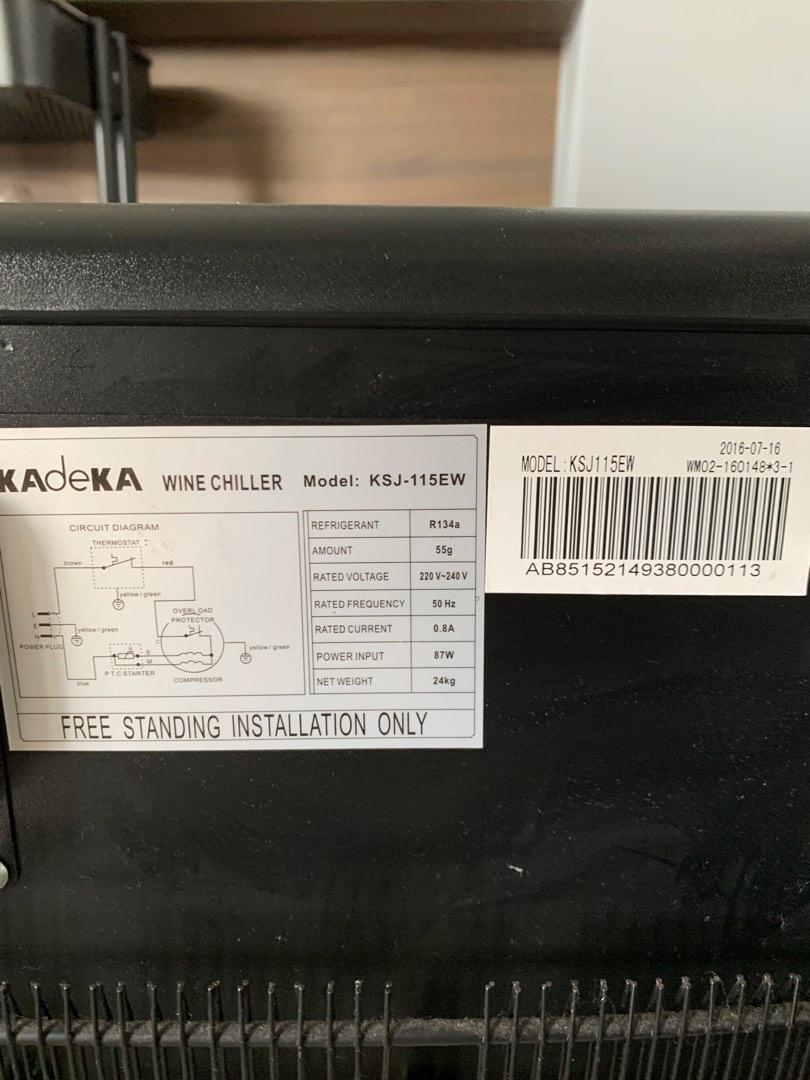 KAdeKA WINE CHILLER Model: KSJ-115EW
CIRCUIT DIAGRAM
THERMOSTAT
brown
red
yellow / green
OVERLOAD
PROTECTOR
L
E
N
yellow / green
POWER PLUG
C
S
M
yellow / green
blue
PTC STARTER
COMPRESSOR
REFRIGERANT R134a
AMOUNT 55g
RATED VOLTAGE 220 V~240 V
RATED FREQUENCY 50 Hz
RATED CURRENT 0.8A
POWER INPUT 87W
NET WEIGHT 24kg
FREE STANDING INSTALLATION ONLY
2016-07-16
MODEL:KSJ115EW WM02-160148*3-1
AB85152149380000113